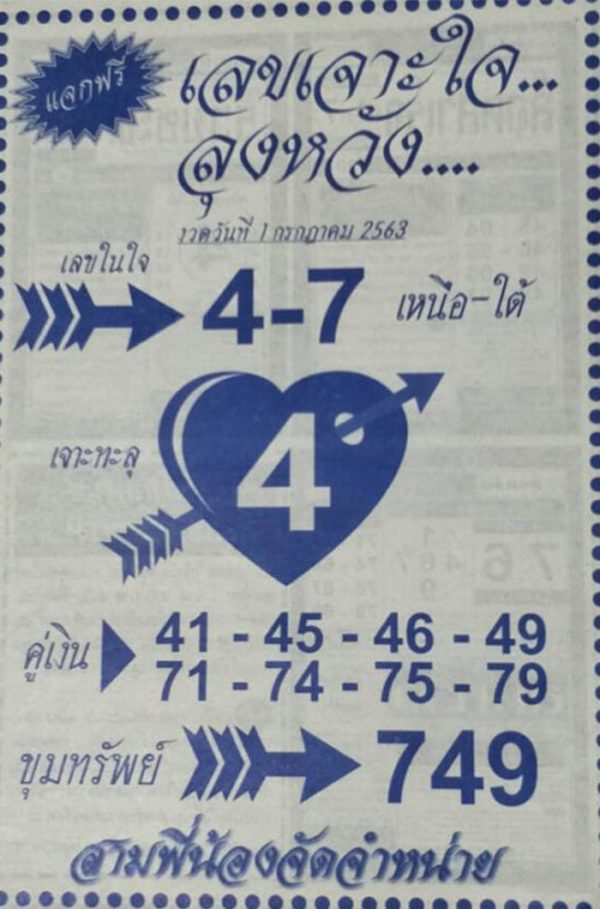 แจกฟรี
เลขเจาะใจ...
ลุงหวัง....
งวดวันที่ 1 กรกฎาคม 2563
เลขในใจ
4-7
เหนือ-ใต้
เจาะทะลุ
4
คู่เงิน
41 - 45 - 46 - 49
71 - 74 - 75 - 79
ขุมทรัพย์
749
สามพี่น้องจัดจำหน่าย